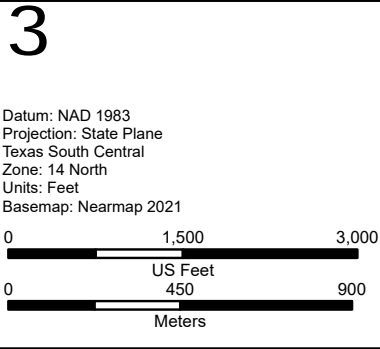 3
Datum: NAD 1983
Projection: State Plane
Texas South Central
Zone: 14 North
Units: Feet
Basemap: Nearmap 2021
0 1,500 3,000
US Feet
0 450 900
Meters